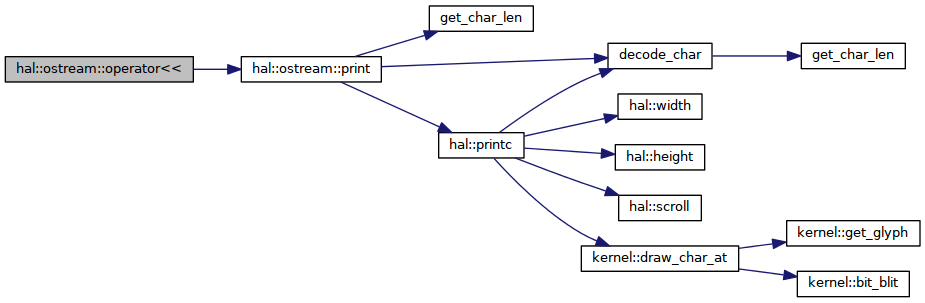 get_char_len
hal::ostream::operator<<
hal::ostream::print
decode_char
get_char_len
hal::width
hal::printc
hal::height
hal::scroll
kernel::get_glyph
kernel::draw_char_at
kernel::bit_blit